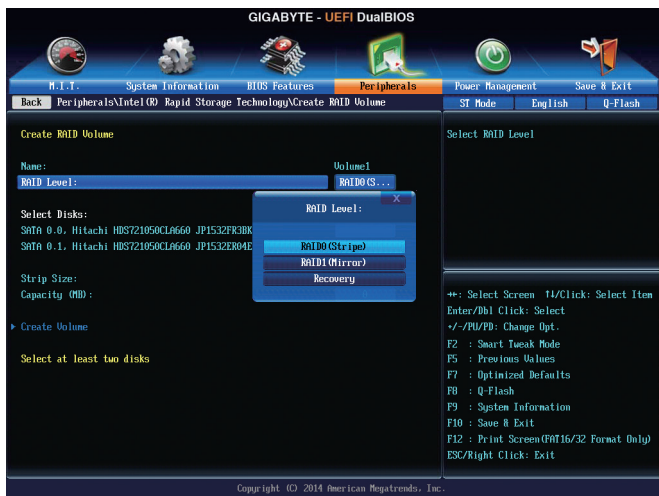 GIGABYTE - UEFI DualBIOS
M.I.T. System Information BIOS Features Peripherals Power Management Save & Exit
Back Peripherals\Intel(R) Rapid Storage Technology\Create RAID Volume ST Mode English Q-Flash
Create RAID Volume
Name: Volume1
RAID Level: RAID0(S...
Select Disks:
SATA 0.0, Hitachi HDS721050CLA660 JP1532FR3BK
SATA 0.1, Hitachi HDS721050CLA660 JP1532ER04E
Strip Size:
Capacity (MB):
Create Volume
Select at least two disks
X
RAID Level:
RAID0(Stripe)
RAID1(Mirror)
Recovery
Select RAID Level
→←: Select Screen ↑↓/Click: Select Item
Enter/Dbl Click: Select
+/-/PU/PD: Change Opt.
F2 : Smart Tweak Mode
F5 : Previous Values
F7 : Optimized Defaults
F8 : Q-Flash
F9 : System Information
F10 : Save & Exit
F12 : Print Screen(FAT16/32 Format Only)
ESC/Right Click: Exit
Copyright (C) 2014 American Megatrends, Inc.